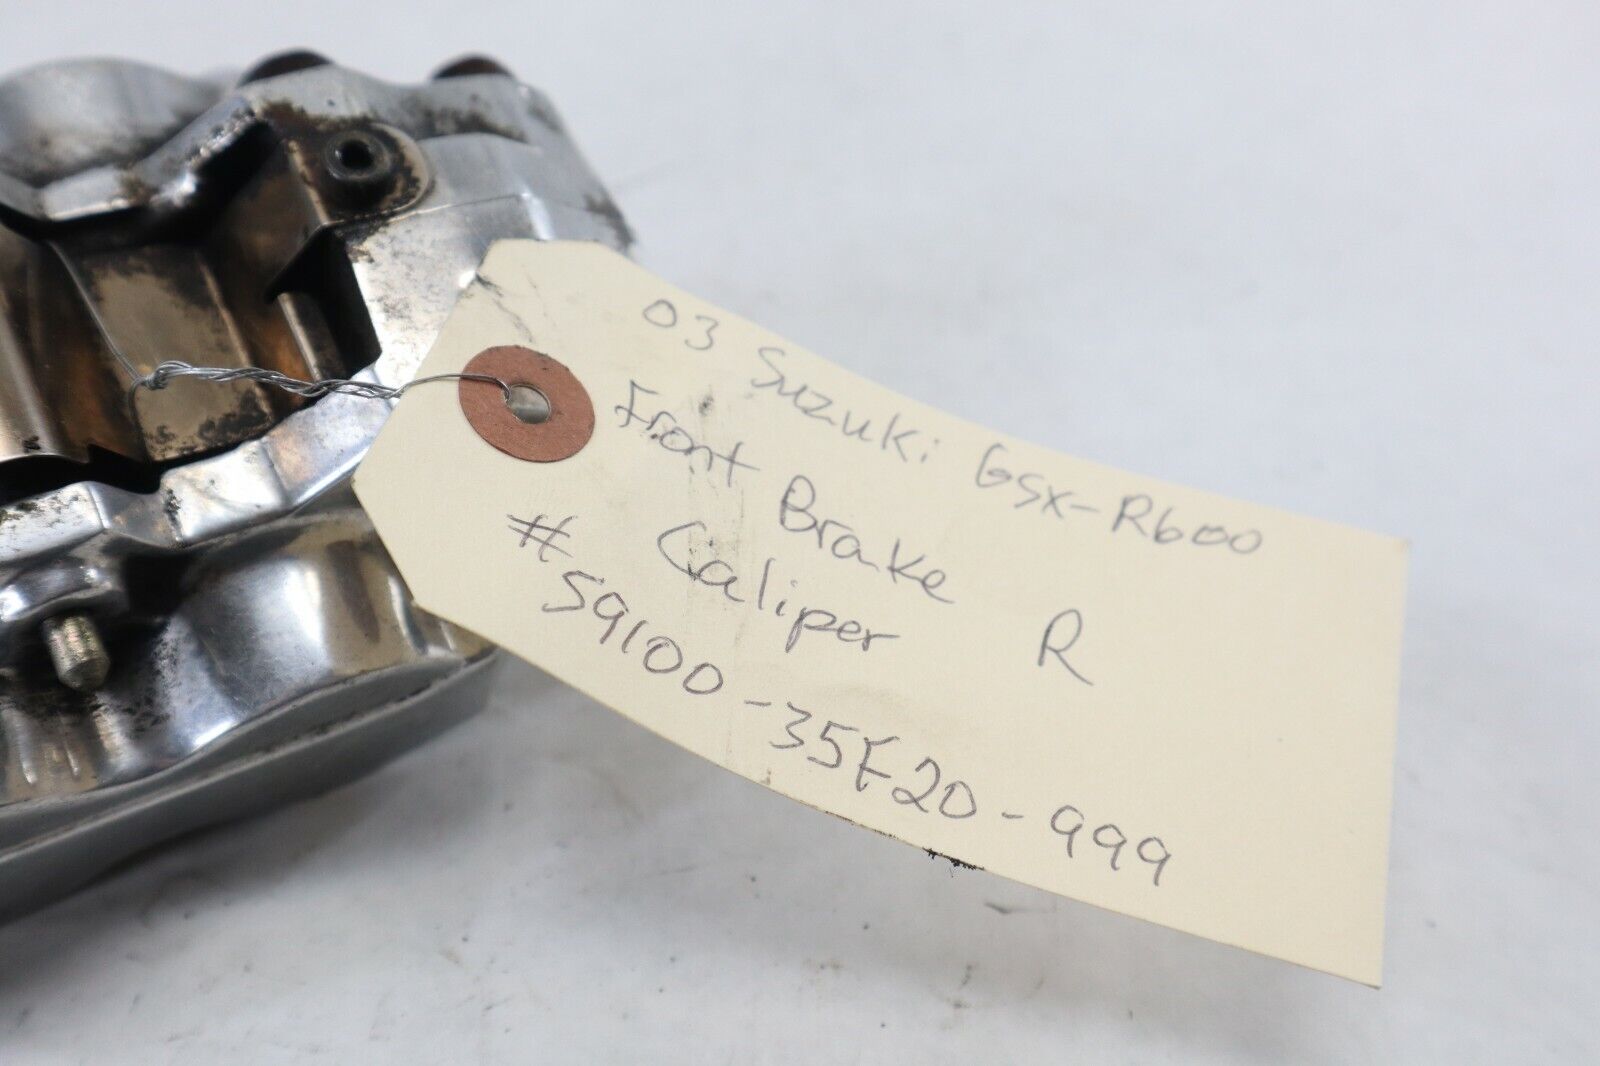 03 Suzuki GSX-R600
Front Brake R
Caliper
# 59100-35F20-999